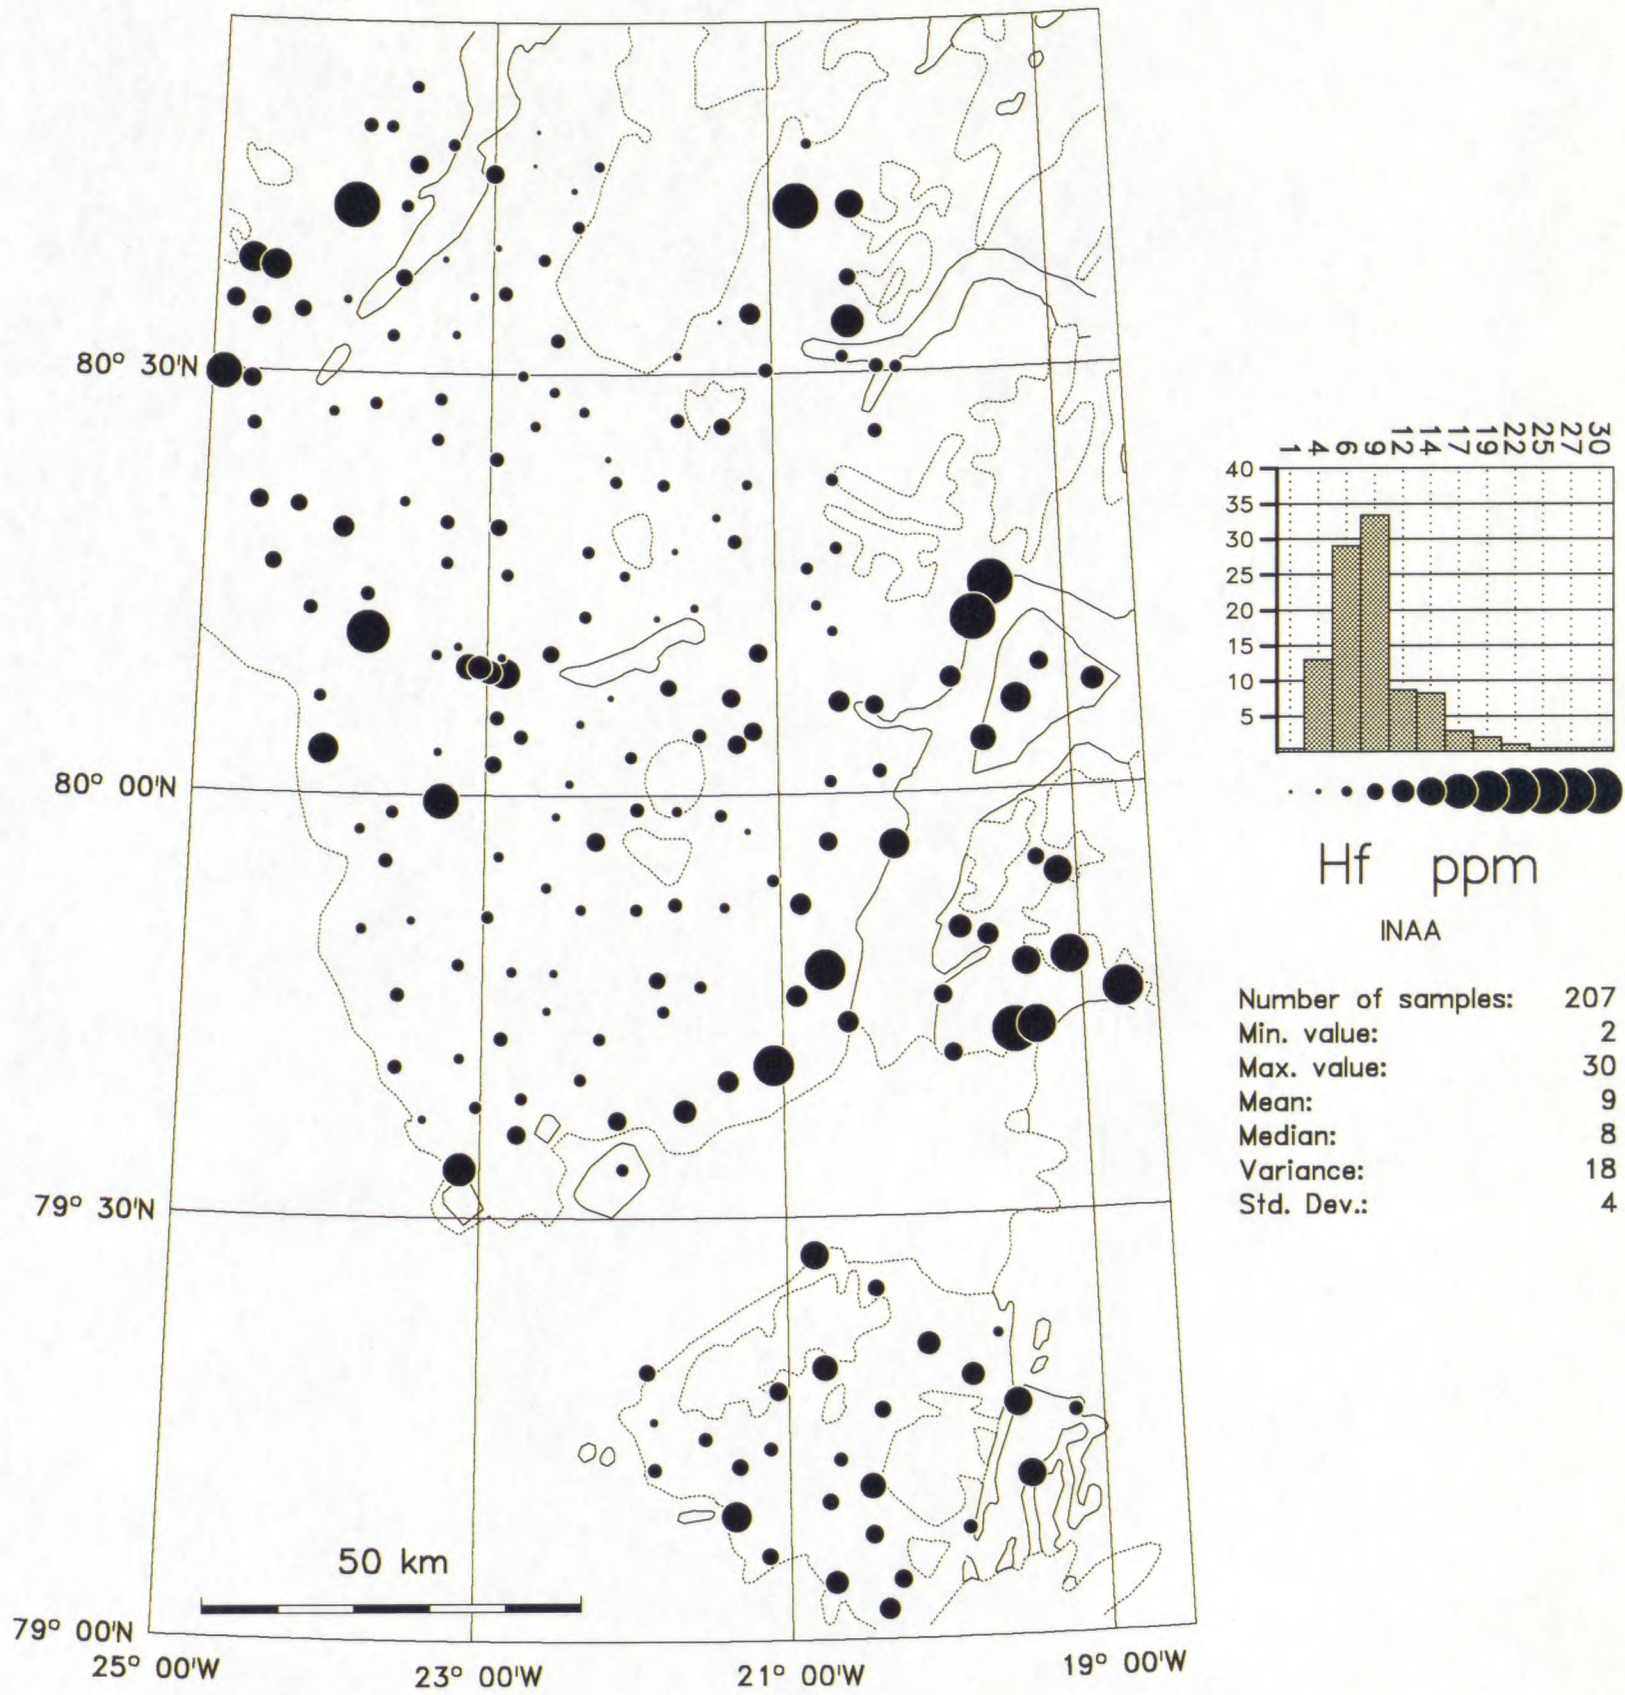 80° 30'N
80° 00'N
79° 30'N
79° 00'N
25° 00'W
23° 00'W
21° 00'W
19° 00'W
50 km
1 4 6 9 12 14 17 19 22 25 27 30
40
35
30
25
20
15
10
5
Hf ppm
INAA
Number of samples: 207
Min. value: 2
Max. value: 30
Mean: 9
Median: 8
Variance: 18
Std. Dev.: 4